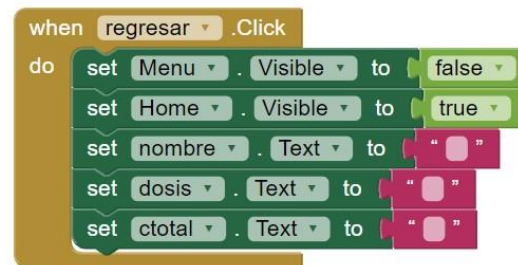 when regresar .Click
do set Menu . Visible to false
set Home . Visible to true
set nombre . Text to “ ”
set dosis . Text to “ ”
set ctotal . Text to “ ”